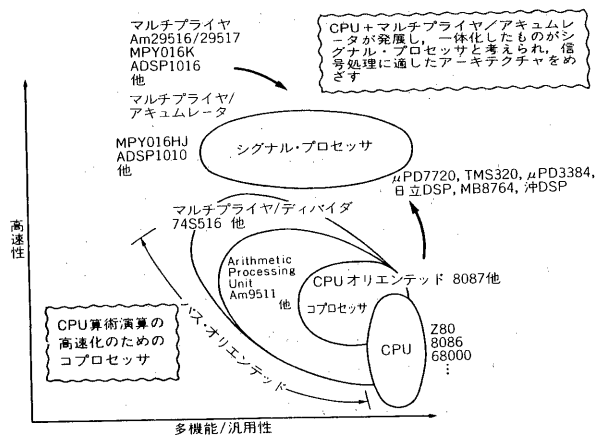 マルチプライヤ
Am29516/29517
MPY016K
ADSP1016
他
CPU+マルチプライヤ/アキュムレ
ータが発展し，一体化したものがシ
グナル・プロセッサと考えられ，信
号処理に適したアーキテクチャをめ
ざす
マルチプライヤ/
アキュムレータ
MPY016HJ
ADSP1010
他
シグナル・プロセッサ
μPD7720, TMS320, μPD3384,
日立DSP, MB8764, 沖DSP
高速性
マルチプライヤ/ディバイダ
74S516 他
Arithmetic
Processing
Unit
Am9511
他
CPUオリエンテッド 8087他
コプロセッサ
バス・オリエンテッド
CPU算術演算の
高速化のための
コプロセッサ
CPU
Z80
8086
68000
⋮
多機能/汎用性